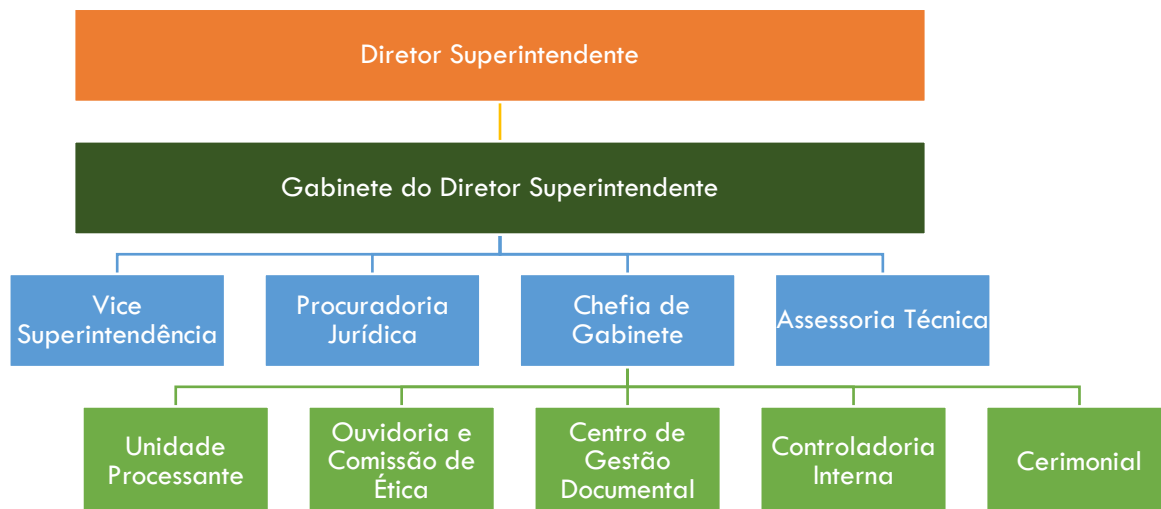 Diretor Superintendente
Gabinete do Diretor Superintendente
Vice
Superintendência
Procuradoria
Jurídica
Chefia de
Gabinete
Assessoria Técnica
Unidade
Processante
Ouvidoria e
Comissão de
Ética
Centro de
Gestão
Documental
Controladoria
Interna
Cerimonial